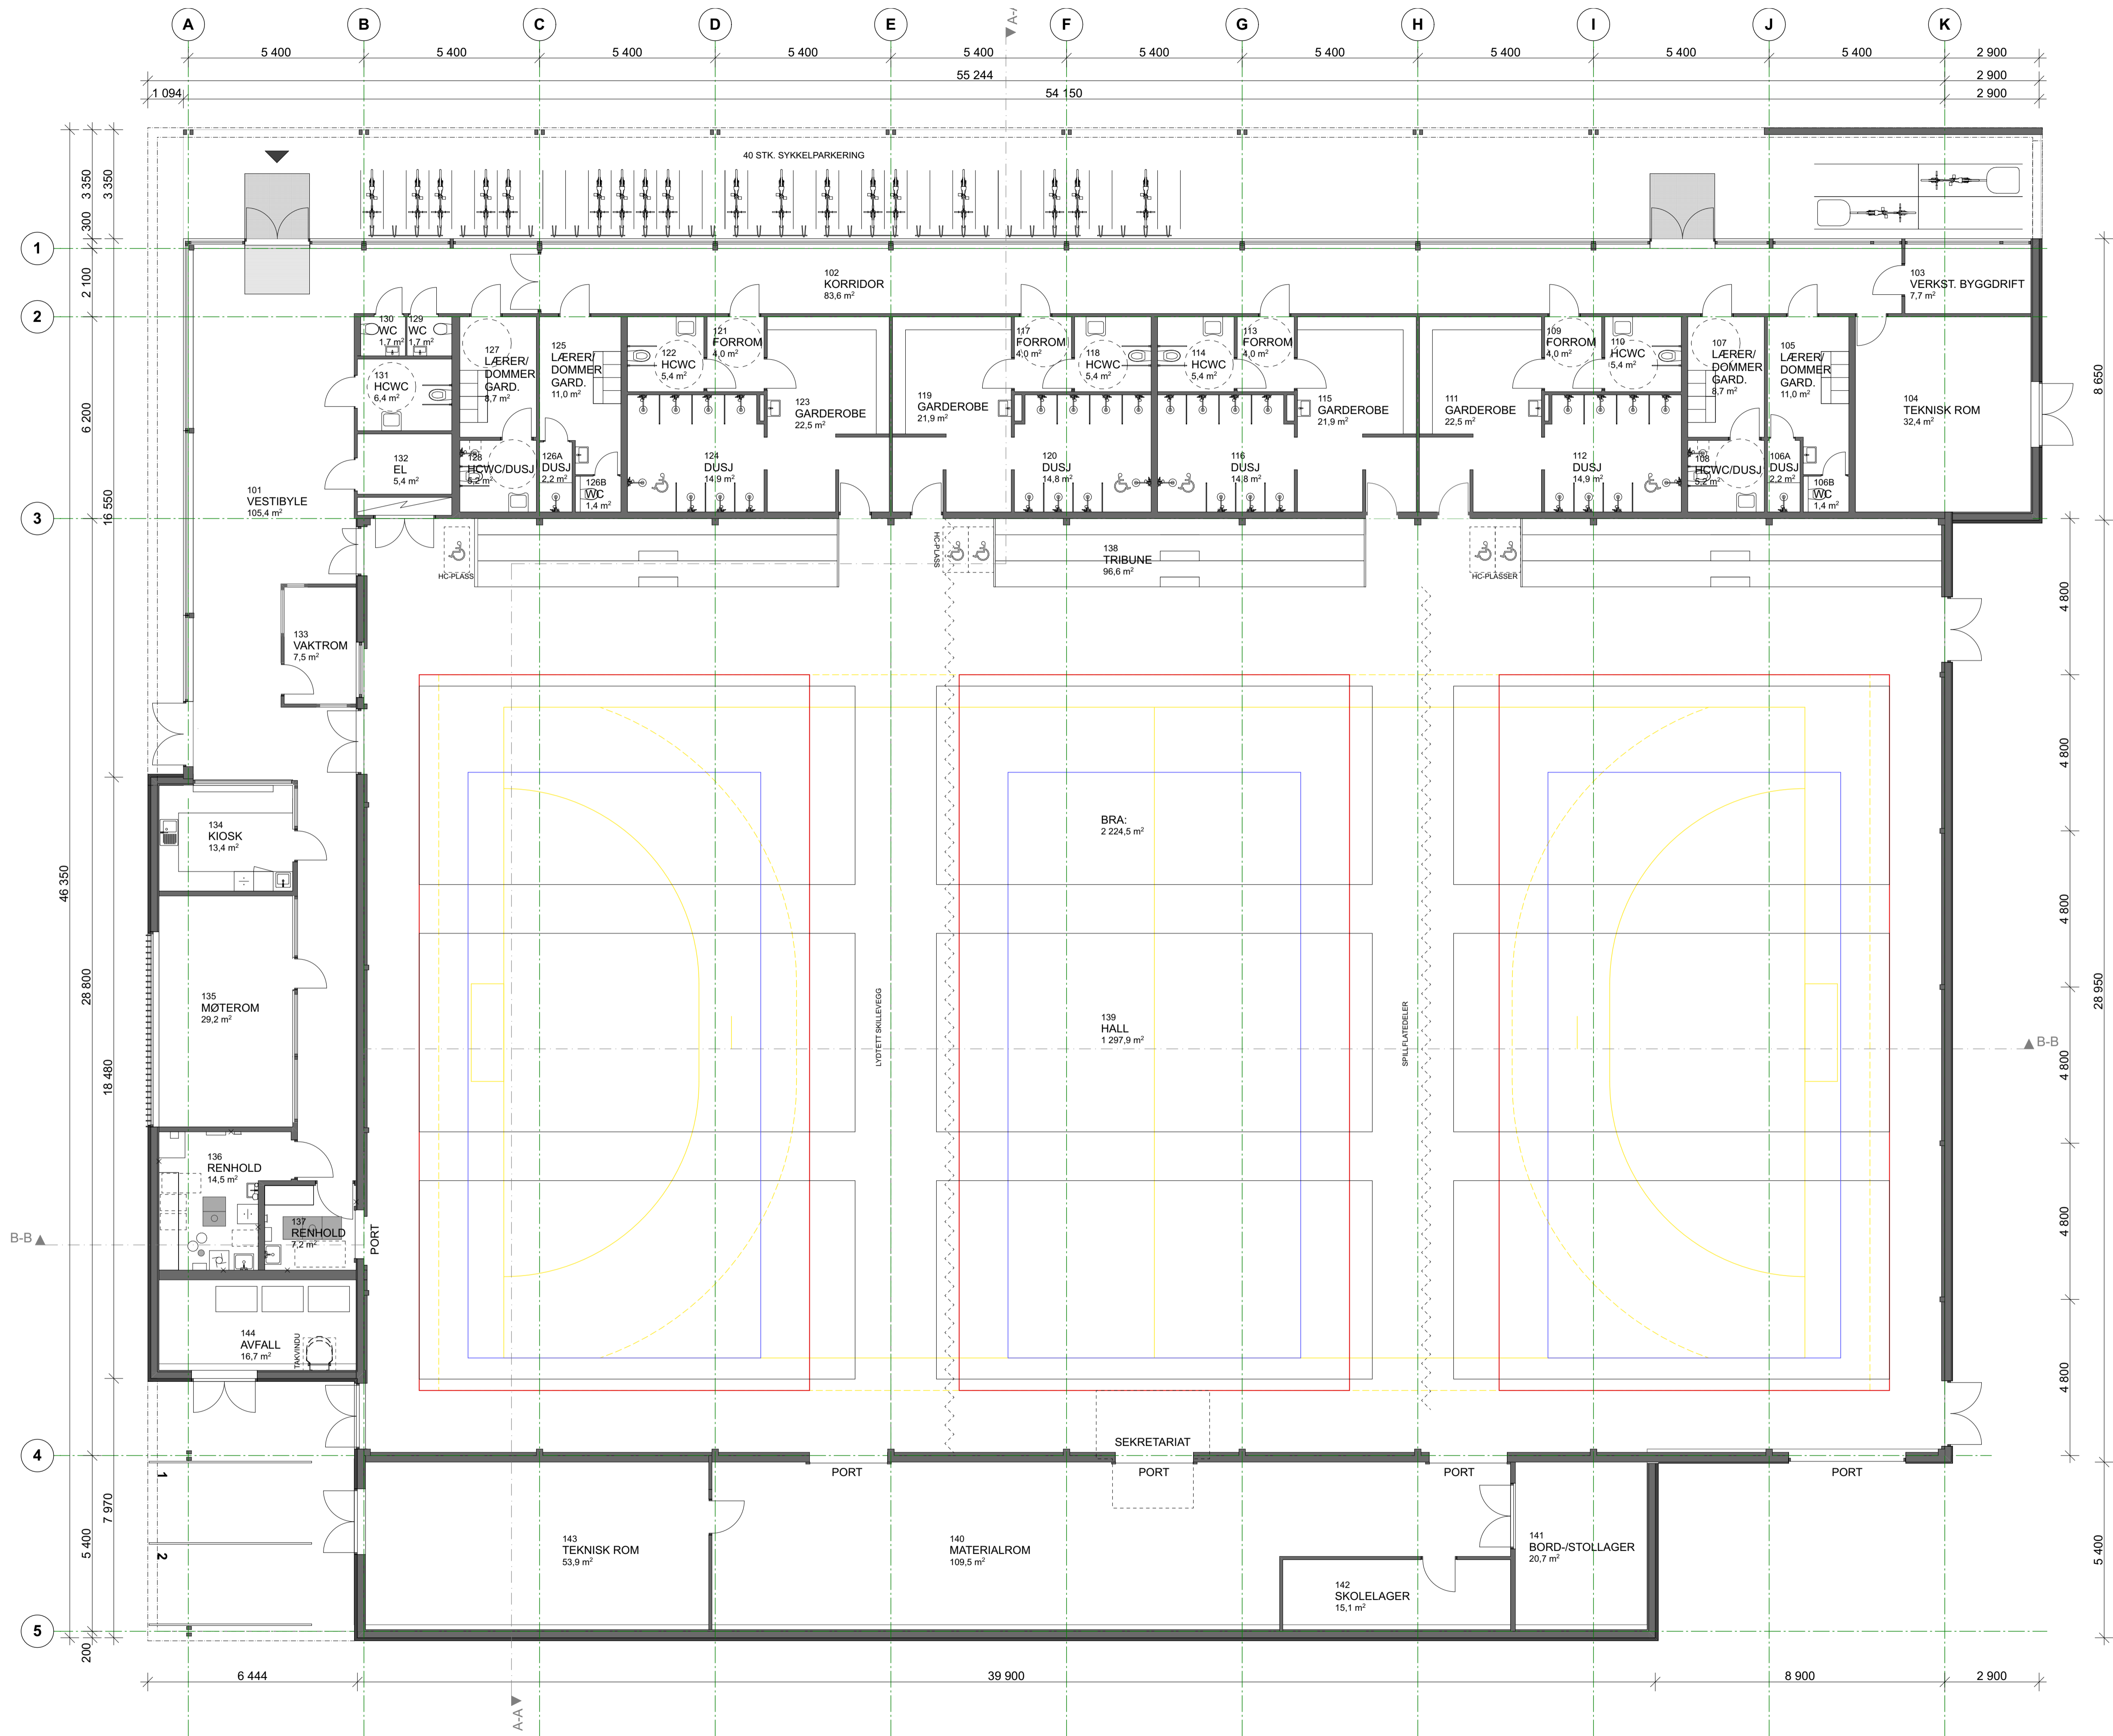 A B C D E F G H I J K
A-A
5 400 5 400 5 400 5 400 5 400 5 400 5 400 5 400 5 400 5 400 2 900
55 244 2 900
1 094 54 150 2 900
40 STK. SYKKELPARKERING
3 350
3 350
300
1
2 100
102
KORRIDOR
83,6 m²
103
VERKST. BYGGDRIFT
7,7 m²
2
130
WC
1,7 m²
129
WC
1,7 m²
131
HCWC
6,4 m²
132
EL
5,4 m²
127
LÆRER/
DOMMER
GARD.
8,7 m²
128
HCWC/DUSJ
5,2 m²
125
LÆRER/
DOMMER
GARD.
11,0 m²
126A
DUSJ
2,2 m²
126B
WC
1,4 m²
122
HCWC
5,4 m²
121
FORROM
4,0 m²
123
GARDEROBE
22,5 m²
124
DUSJ
14,9 m²
119
GARDEROBE
21,9 m²
117
FORROM
4,0 m²
118
HCWC
5,4 m²
120
DUSJ
14,8 m²
114
HCWC
5,4 m²
113
FORROM
4,0 m²
115
GARDEROBE
21,9 m²
116
DUSJ
14,8 m²
111
GARDEROBE
22,5 m²
109
FORROM
4,0 m²
110
HCWC
5,4 m²
112
DUSJ
14,9 m²
107
LÆRER/
DOMMER
GARD.
8,7 m²
108
HCWC/DUSJ
5,2 m²
105
LÆRER/
DOMMER
GARD.
11,0 m²
106A
DUSJ
2,2 m²
106B
WC
1,4 m²
104
TEKNISK ROM
32,4 m²
6 200
16 550
8 650
101
VESTIBYLE
105,4 m²
3
HC-PLASS
HC-PLASS
138
TRIBUNE
96,6 m²
HC-PLASSER
133
VAKTROM
7,5 m²
4 800
4 800
4 800
4 800
4 800
4 800
134
KIOSK
13,4 m²
BRA:
2 224,5 m²
46 350
28 800
18 480
28 950
135
MØTEROM
29,2 m²
139
HALL
1 297,9 m²
LYDTETT SKILLEVEGG
SPILLFLATEDELER
B-B
136
RENHOLD
14,5 m²
137
RENHOLD
7,2 m²
PORT
B-B
144
AVFALL
16,7 m²
TAKVINDU
SEKRETARIAT
4
PORT PORT PORT PORT
1
2
7 970
5 400
5 400
143
TEKNISK ROM
53,9 m²
140
MATERIALROM
109,5 m²
141
BORD-/STOLLAGER
20,7 m²
142
SKOLELAGER
15,1 m²
5
200
6 444 39 900 8 900 2 900
A-A